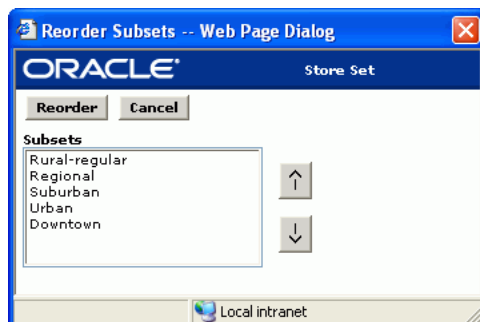 Reorder Subsets -- Web Page Dialog
ORACLE® Store Set
Reorder Cancel
Subsets
Rural-regular
Regional
Suburban
Urban
Downtown
Local intranet